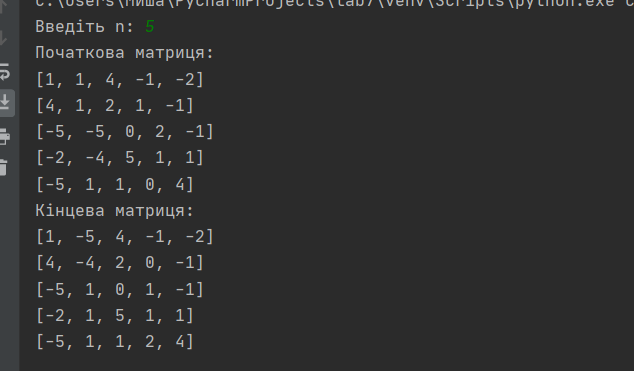 C:\Users\Миша\PycharmProjects\lab7\venv\Scripts\python.exe
Введіть n: 5
Початкова матриця:
[1, 1, 4, -1, -2]
[4, 1, 2, 1, -1]
[-5, -5, 0, 2, -1]
[-2, -4, 5, 1, 1]
[-5, 1, 1, 0, 4]
Кінцева матриця:
[1, -5, 4, -1, -2]
[4, -4, 2, 0, -1]
[-5, 1, 0, 1, -1]
[-2, 1, 5, 1, 1]
[-5, 1, 1, 2, 4]